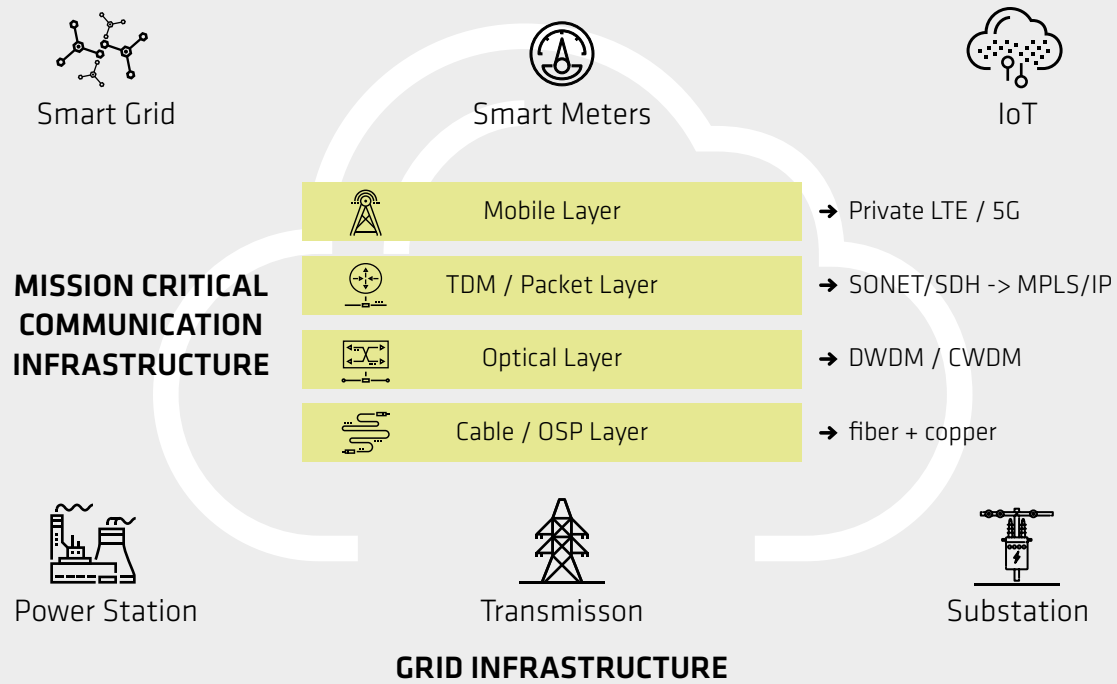 Smart Grid
Smart Meters
IoT
Mobile Layer
➔ Private LTE / 5G
MISSION CRITICAL
COMMUNICATION
INFRASTRUCTURE
TDM / Packet Layer
➔ SONET/SDH -> MPLS/IP
Optical Layer
➔ DWDM / CWDM
Cable / OSP Layer
➔ fiber + copper
Power Station
Transmisson
Substation
GRID INFRASTRUCTURE